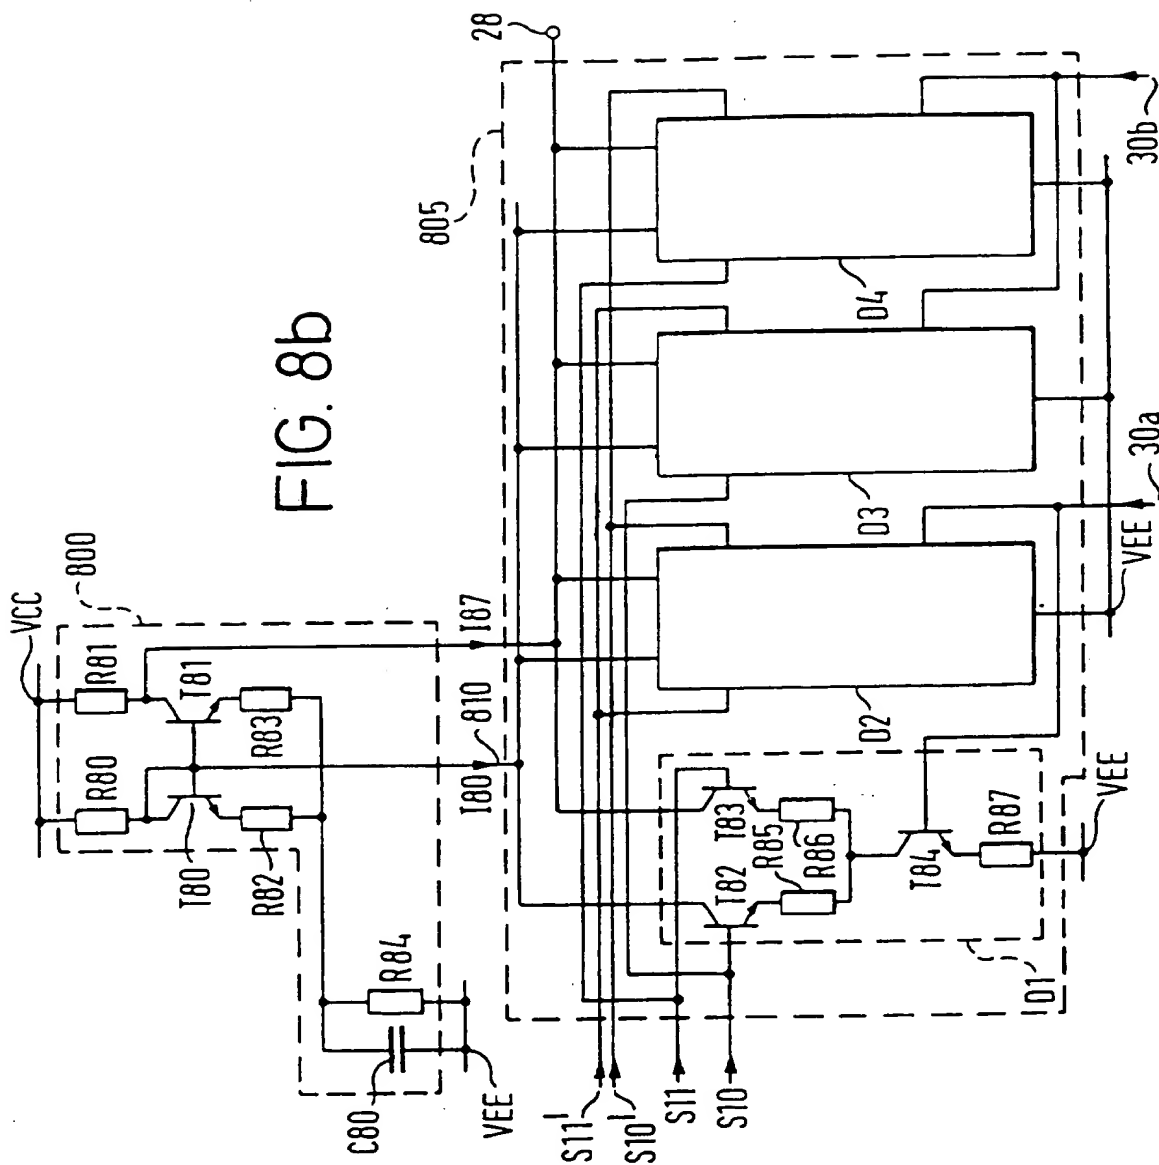 FIG. 8b
VCC
800
R80
R81
T80
T81
R82
R83
C80
R84
VEE
I80
810
I87
805
28
S11'
S10'
S11
S10
T82
T83
R85
R86
T84
R87
D1
VEE
D2
D3
D4
VEE
30a
30b